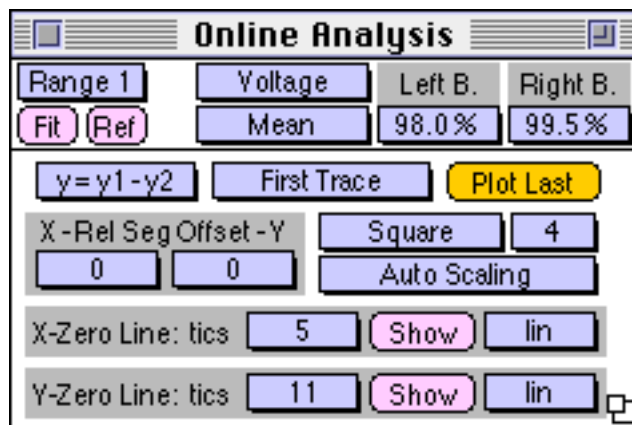 Online Analysis
Range 1 Voltage Left B. Right B.
Fit Ref Mean 98.0% 99.5%
y=y1-y2 First Trace Plot Last
X-Rel Seg Offset-Y Square 4
0 0 Auto Scaling
X-Zero Line: tics 5 Show lin
Y-Zero Line: tics 11 Show lin